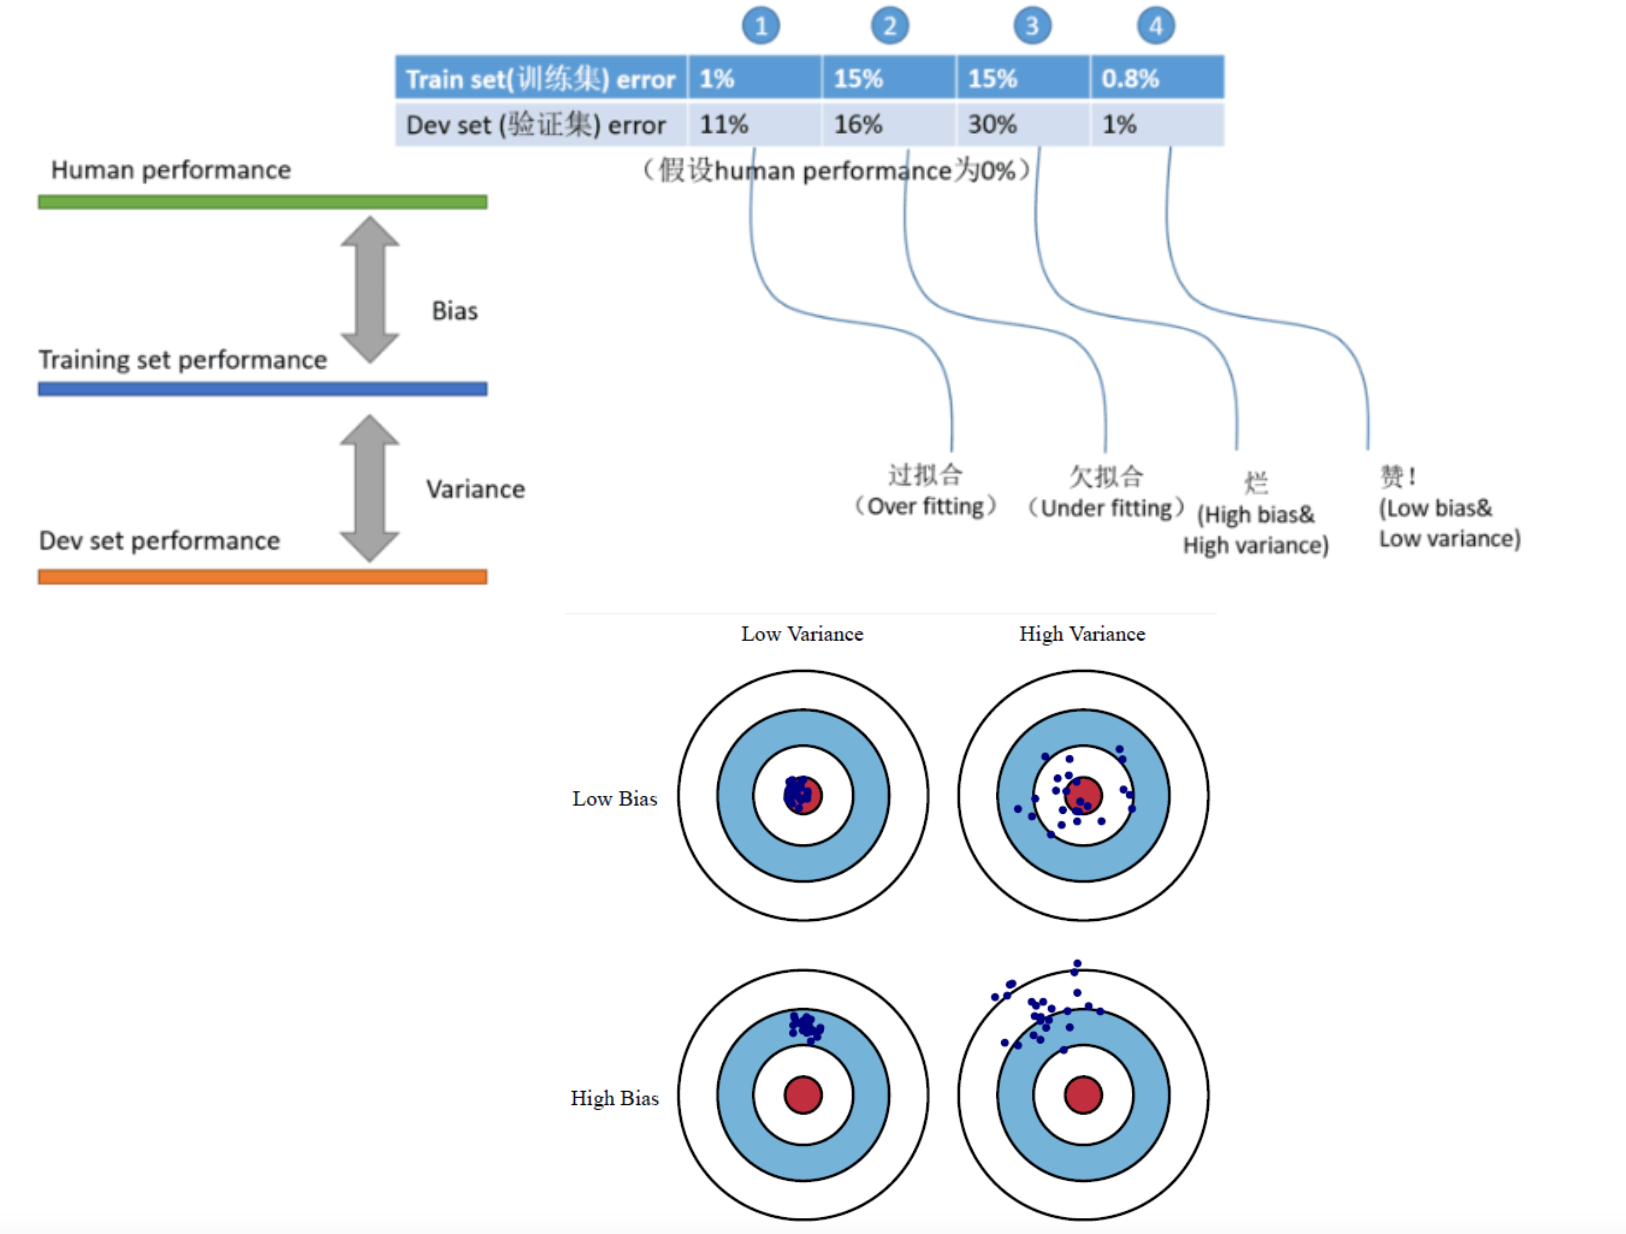 1 2 3 4
Train set(训练集) error 1% 15% 15% 0.8%
Dev set (验证集) error 11% 16% 30% 1%
（假设human performance为0%）
Human performance
Bias
Training set performance
Variance
Dev set performance
过拟合
（Over fitting）
欠拟合
（Under fitting）
烂
(High bias&
High variance)
赞！
(Low bias&
Low variance)
Low Variance High Variance
Low Bias
High Bias